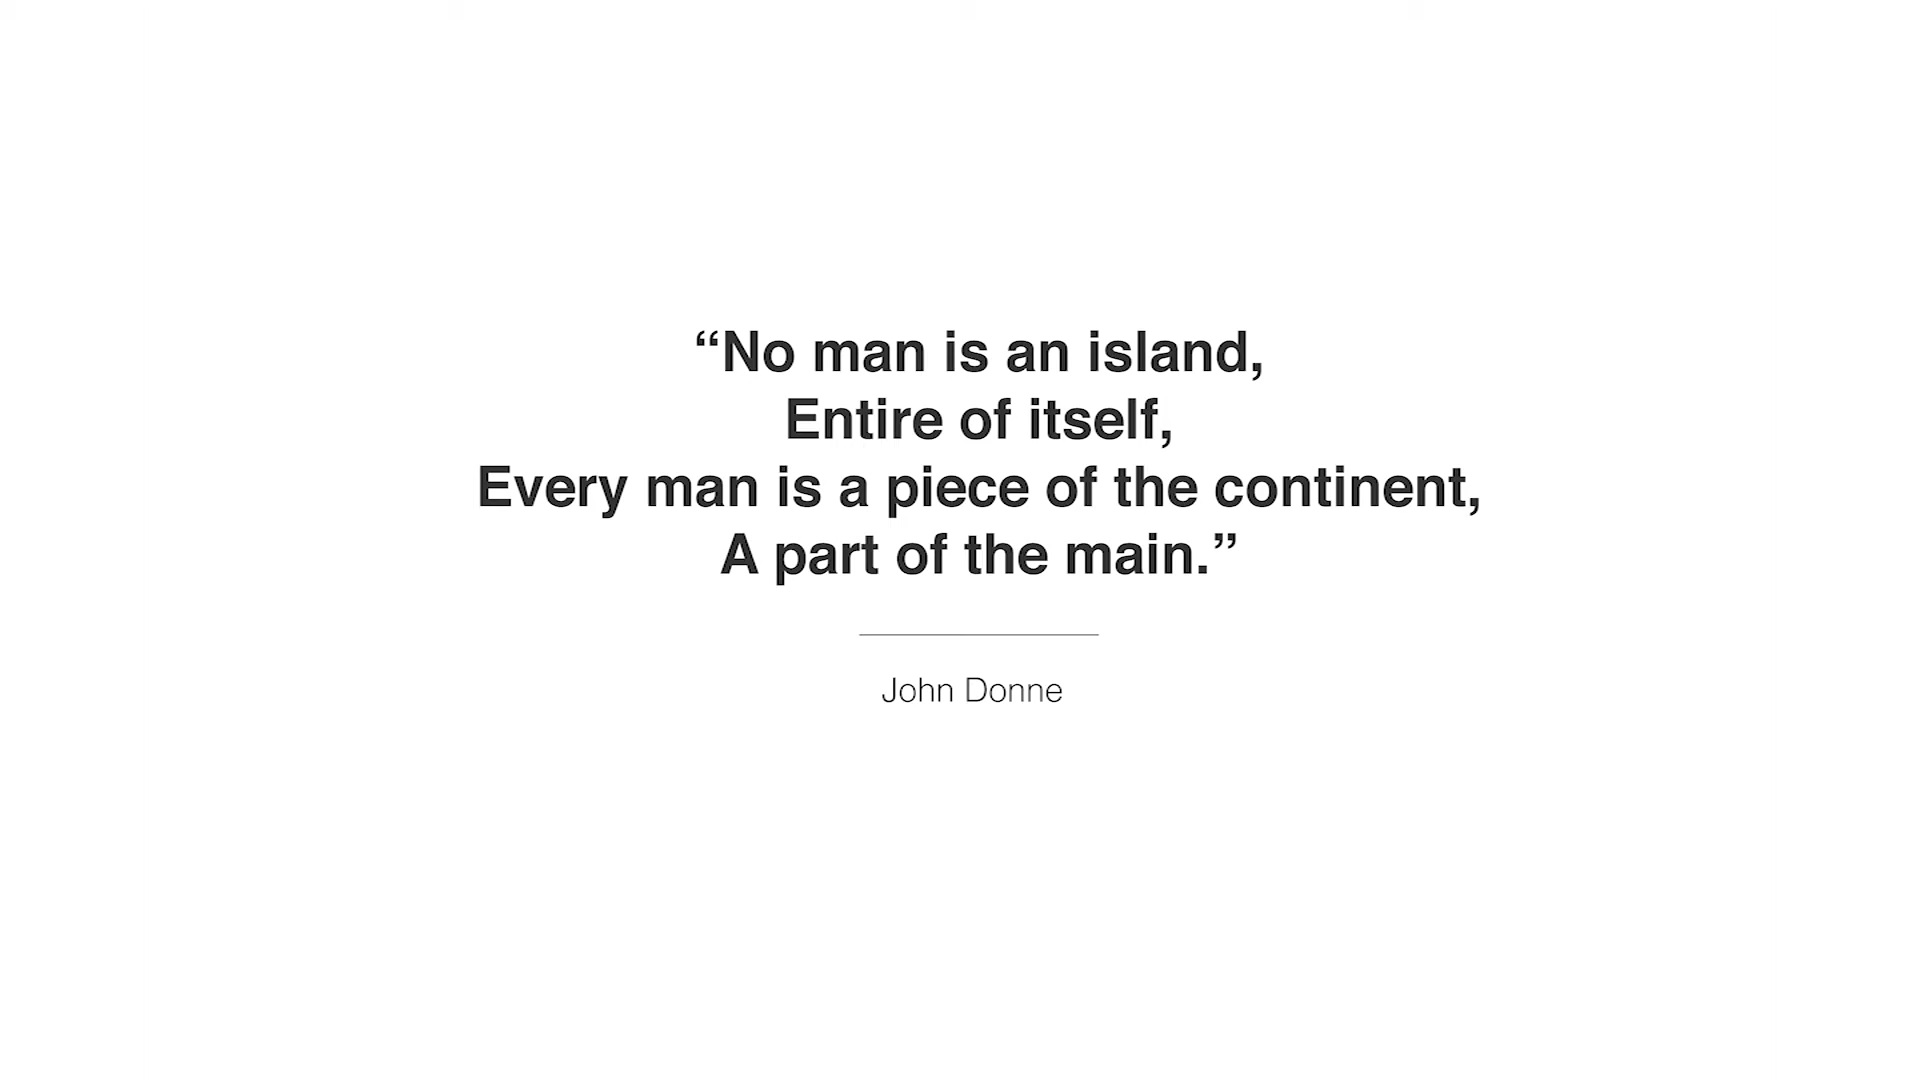 “No man is an island,
Entire of itself,
Every man is a piece of the continent,
A part of the main.”
John Donne